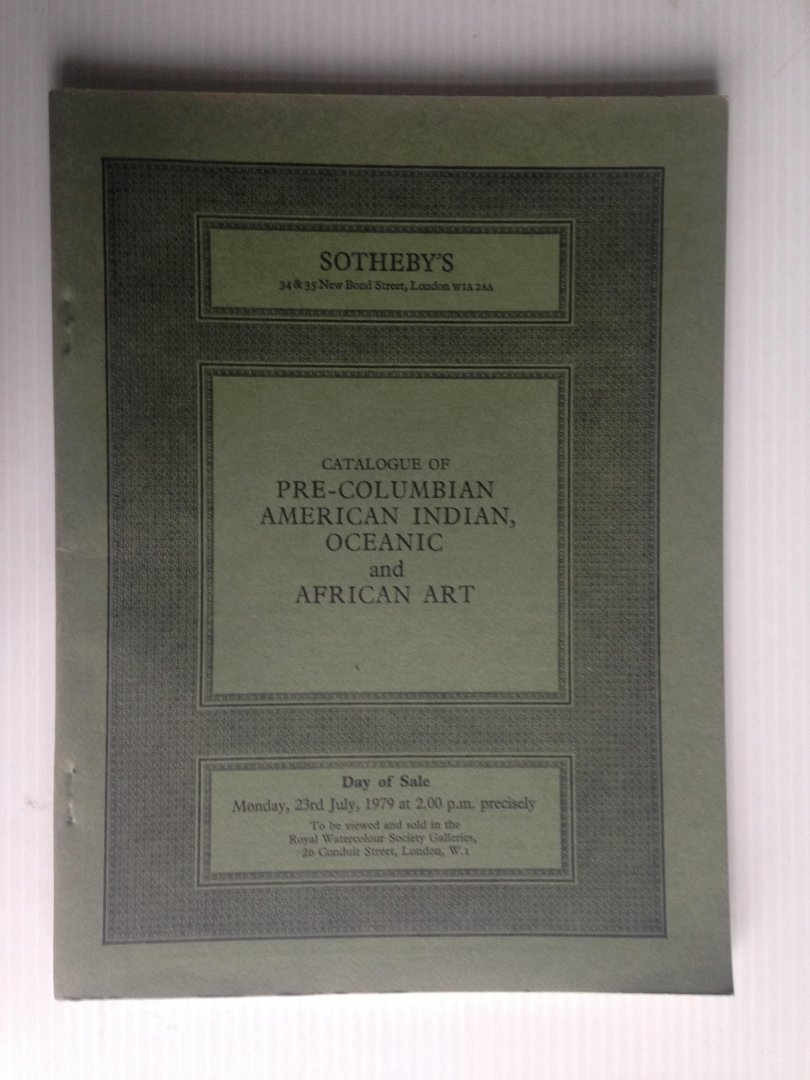 SOTHEBY'S
34 & 35 New Bond Street, London W1A 2AA
CATALOGUE OF
PRE-COLUMBIAN
AMERICAN INDIAN,
OCEANIC
and
AFRICAN ART
Day of Sale
Monday, 23rd July, 1979 at 2.00 p.m. precisely
To be viewed and sold in the
Royal Watercolour Society Galleries,
26 Conduit Street, London, W.1